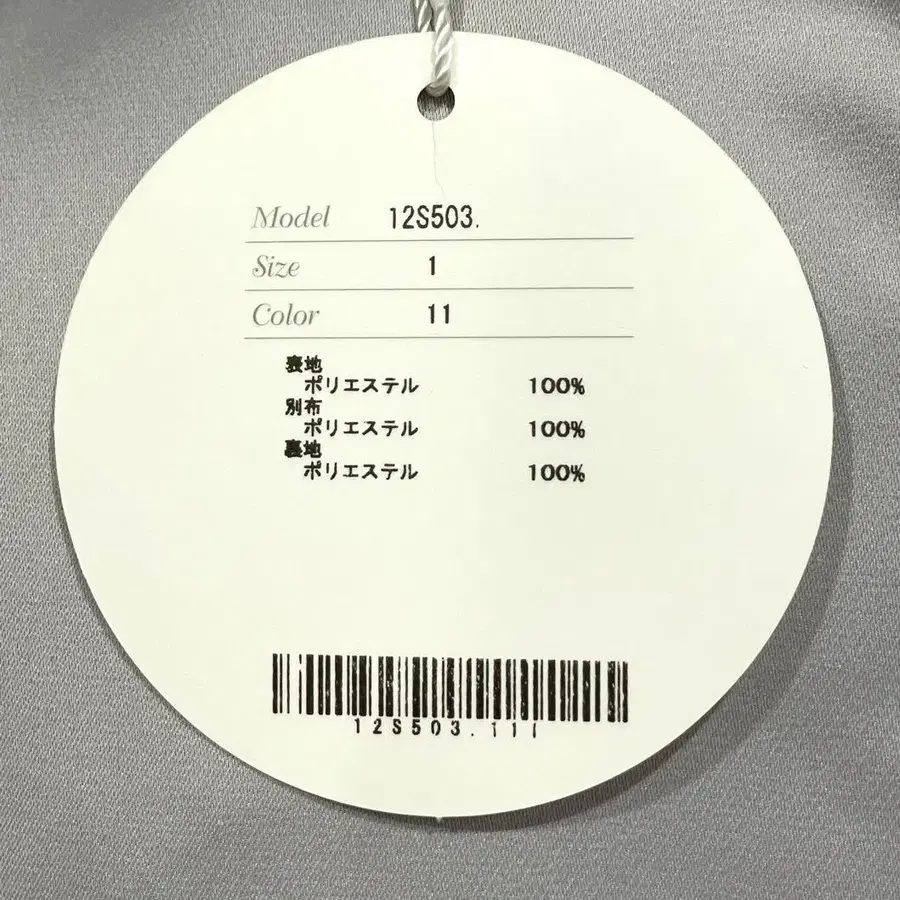 Model 12S503.
Size 1
Color 11
表地
ポリエステル 100%
別布
ポリエステル 100%
裏地
ポリエステル 100%
12S503.111